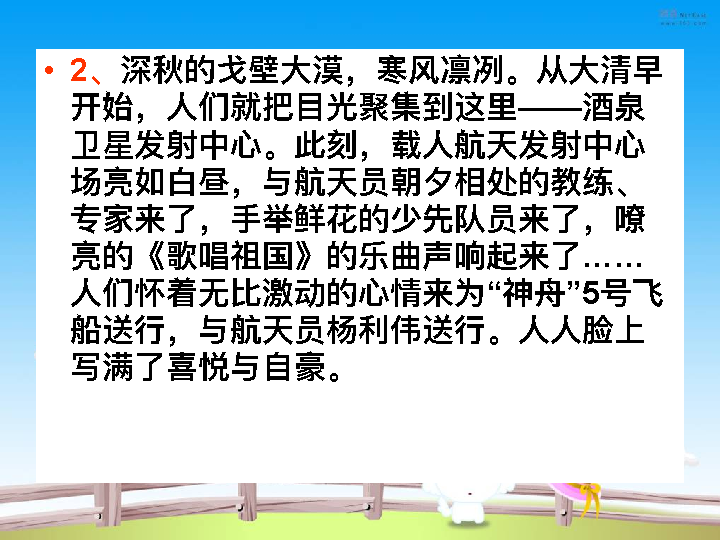 • 2、深秋的戈壁大漠，寒风凛冽。从大清早
开始，人们就把目光聚集到这里——酒泉
卫星发射中心。此刻，载人航天发射中心
场亮如白昼，与航天员朝夕相处的教练、
专家来了，手举鲜花的少先队员来了，嘹
亮的《歌唱祖国》的乐曲声响起来了……
人们怀着无比激动的心情来为“神舟”5号飞
船送行，与航天员杨利伟送行。人人脸上
写满了喜悦与自豪。